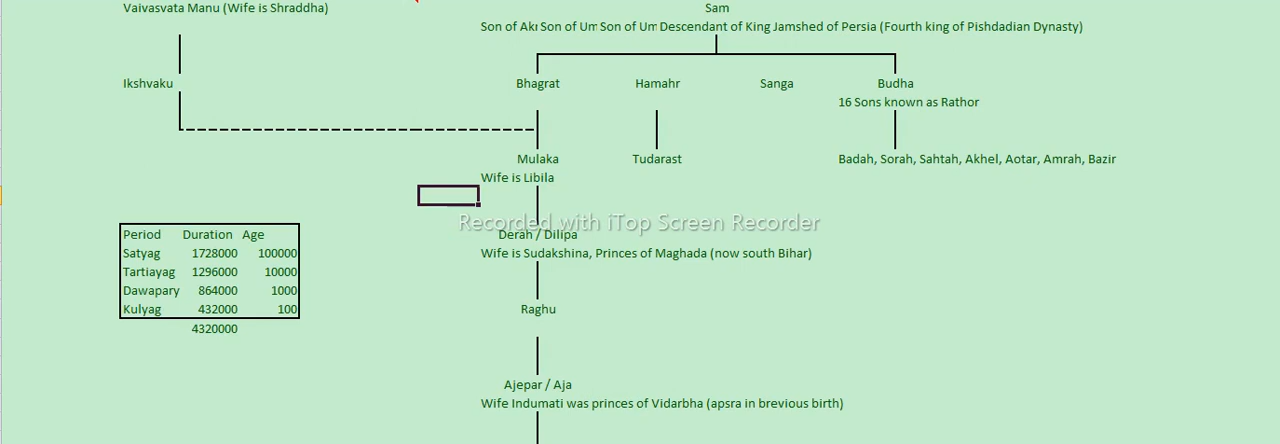 Vaivasvata Manu (Wife is Shraddha)
Sam
Son of Ak Son of Um Son of Um Descendant of King Jamshed of Persia (Fourth king of Pishdadian Dynasty)
Ikshvaku
Bhagrat Hamahr Sanga Budha
16 Sons known as Rathor
Mulaka Tudarast Badah, Sorah, Sahtah, Akhel, Aotar, Amrah, Bazir
Wife is Libila
Recorded with iTop Screen Recorder
Derah / Dilipa
Wife is Sudakshina, Princes of Maghada (now south Bihar)
Period Duration Age
Satyag 1728000 100000
Tartiayag 1296000 10000
Dawapary 864000 1000
Kulyag 432000 100
4320000
Raghu
Ajepar / Aja
Wife Indumati was princes of Vidarbha (apsra in brevious birth)